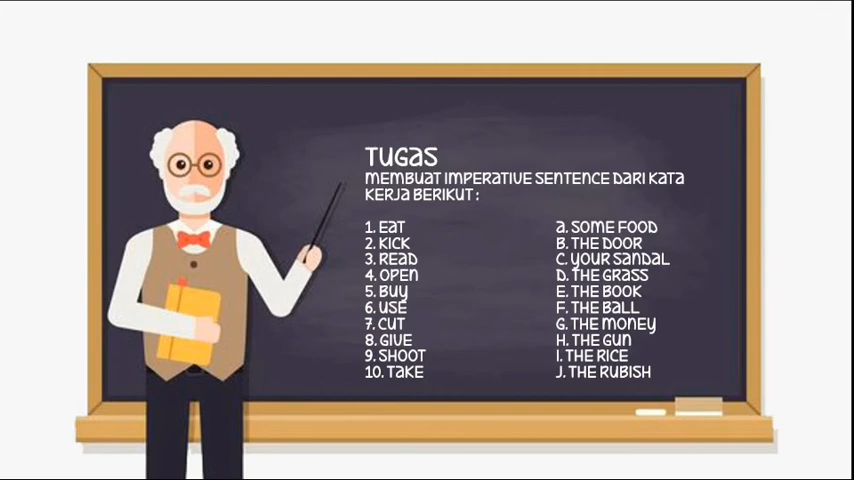 TUGAS
MEMBUAT IMPERATIVE SENTENCE DARI KATA
KERJA BERIKUT :
1. EAT
2. KICK
3. READ
4. OPEN
5. BUY
6. USE
7. CUT
8. GIVE
9. SHOOT
10. TAKE
A. SOME FOOD
B. THE DOOR
C. YOUR SANDAL
D. THE GRASS
E. THE BOOK
F. THE BALL
G. THE MONEY
H. THE GUN
I. THE RICE
J. THE RUBISH